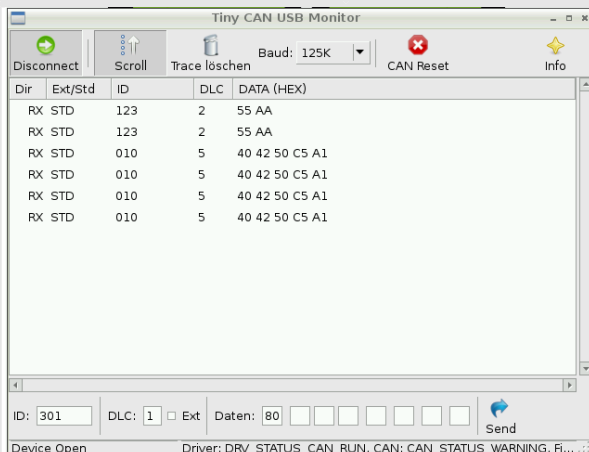 Tiny CAN USB Monitor
Disconnect Scroll Trace löschen Baud: 125K CAN Reset Info
Dir Ext/Std ID DLC DATA (HEX)
RX STD 123 2 55 AA
RX STD 123 2 55 AA
RX STD 010 5 40 42 50 C5 A1
RX STD 010 5 40 42 50 C5 A1
RX STD 010 5 40 42 50 C5 A1
RX STD 010 5 40 42 50 C5 A1
ID: 301 DLC: 1 Ext Daten: 80 Send
Device Open Driver: DRV_STATUS_CAN_RUN, CAN: CAN_STATUS_WARNING, Fi...